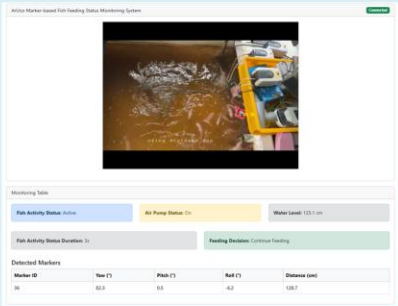 ArUco Marker-based Fish Feeding Status Monitoring System
Connected
Monitoring Table
Fish Activity Status: Active
Air Pump Status: On
Water Level: 125.1 cm
Fish Activity Status Duration: 3s
Feeding Decision: Continue Feeding
Detected Markers
Marker ID Yaw (°) Pitch (°) Roll (°) Distance (cm)
36 82.3 0.5 -6.2 128.7